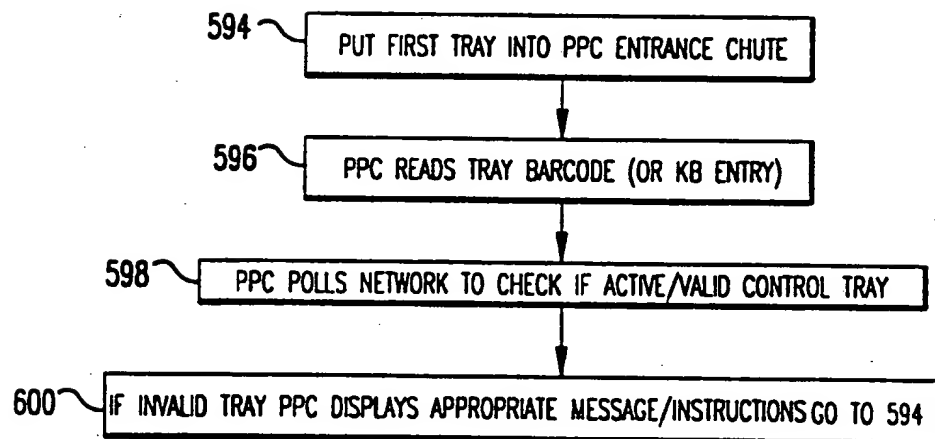 594
PUT FIRST TRAY INTO PPC ENTRANCE CHUTE
596
PPC READS TRAY BARCODE (OR KB ENTRY)
598
PPC POLLS NETWORK TO CHECK IF ACTIVE/VALID CONTROL TRAY
600
IF INVALID TRAY PPC DISPLAYS APPROPRIATE MESSAGE/INSTRUCTIONS GO TO 594